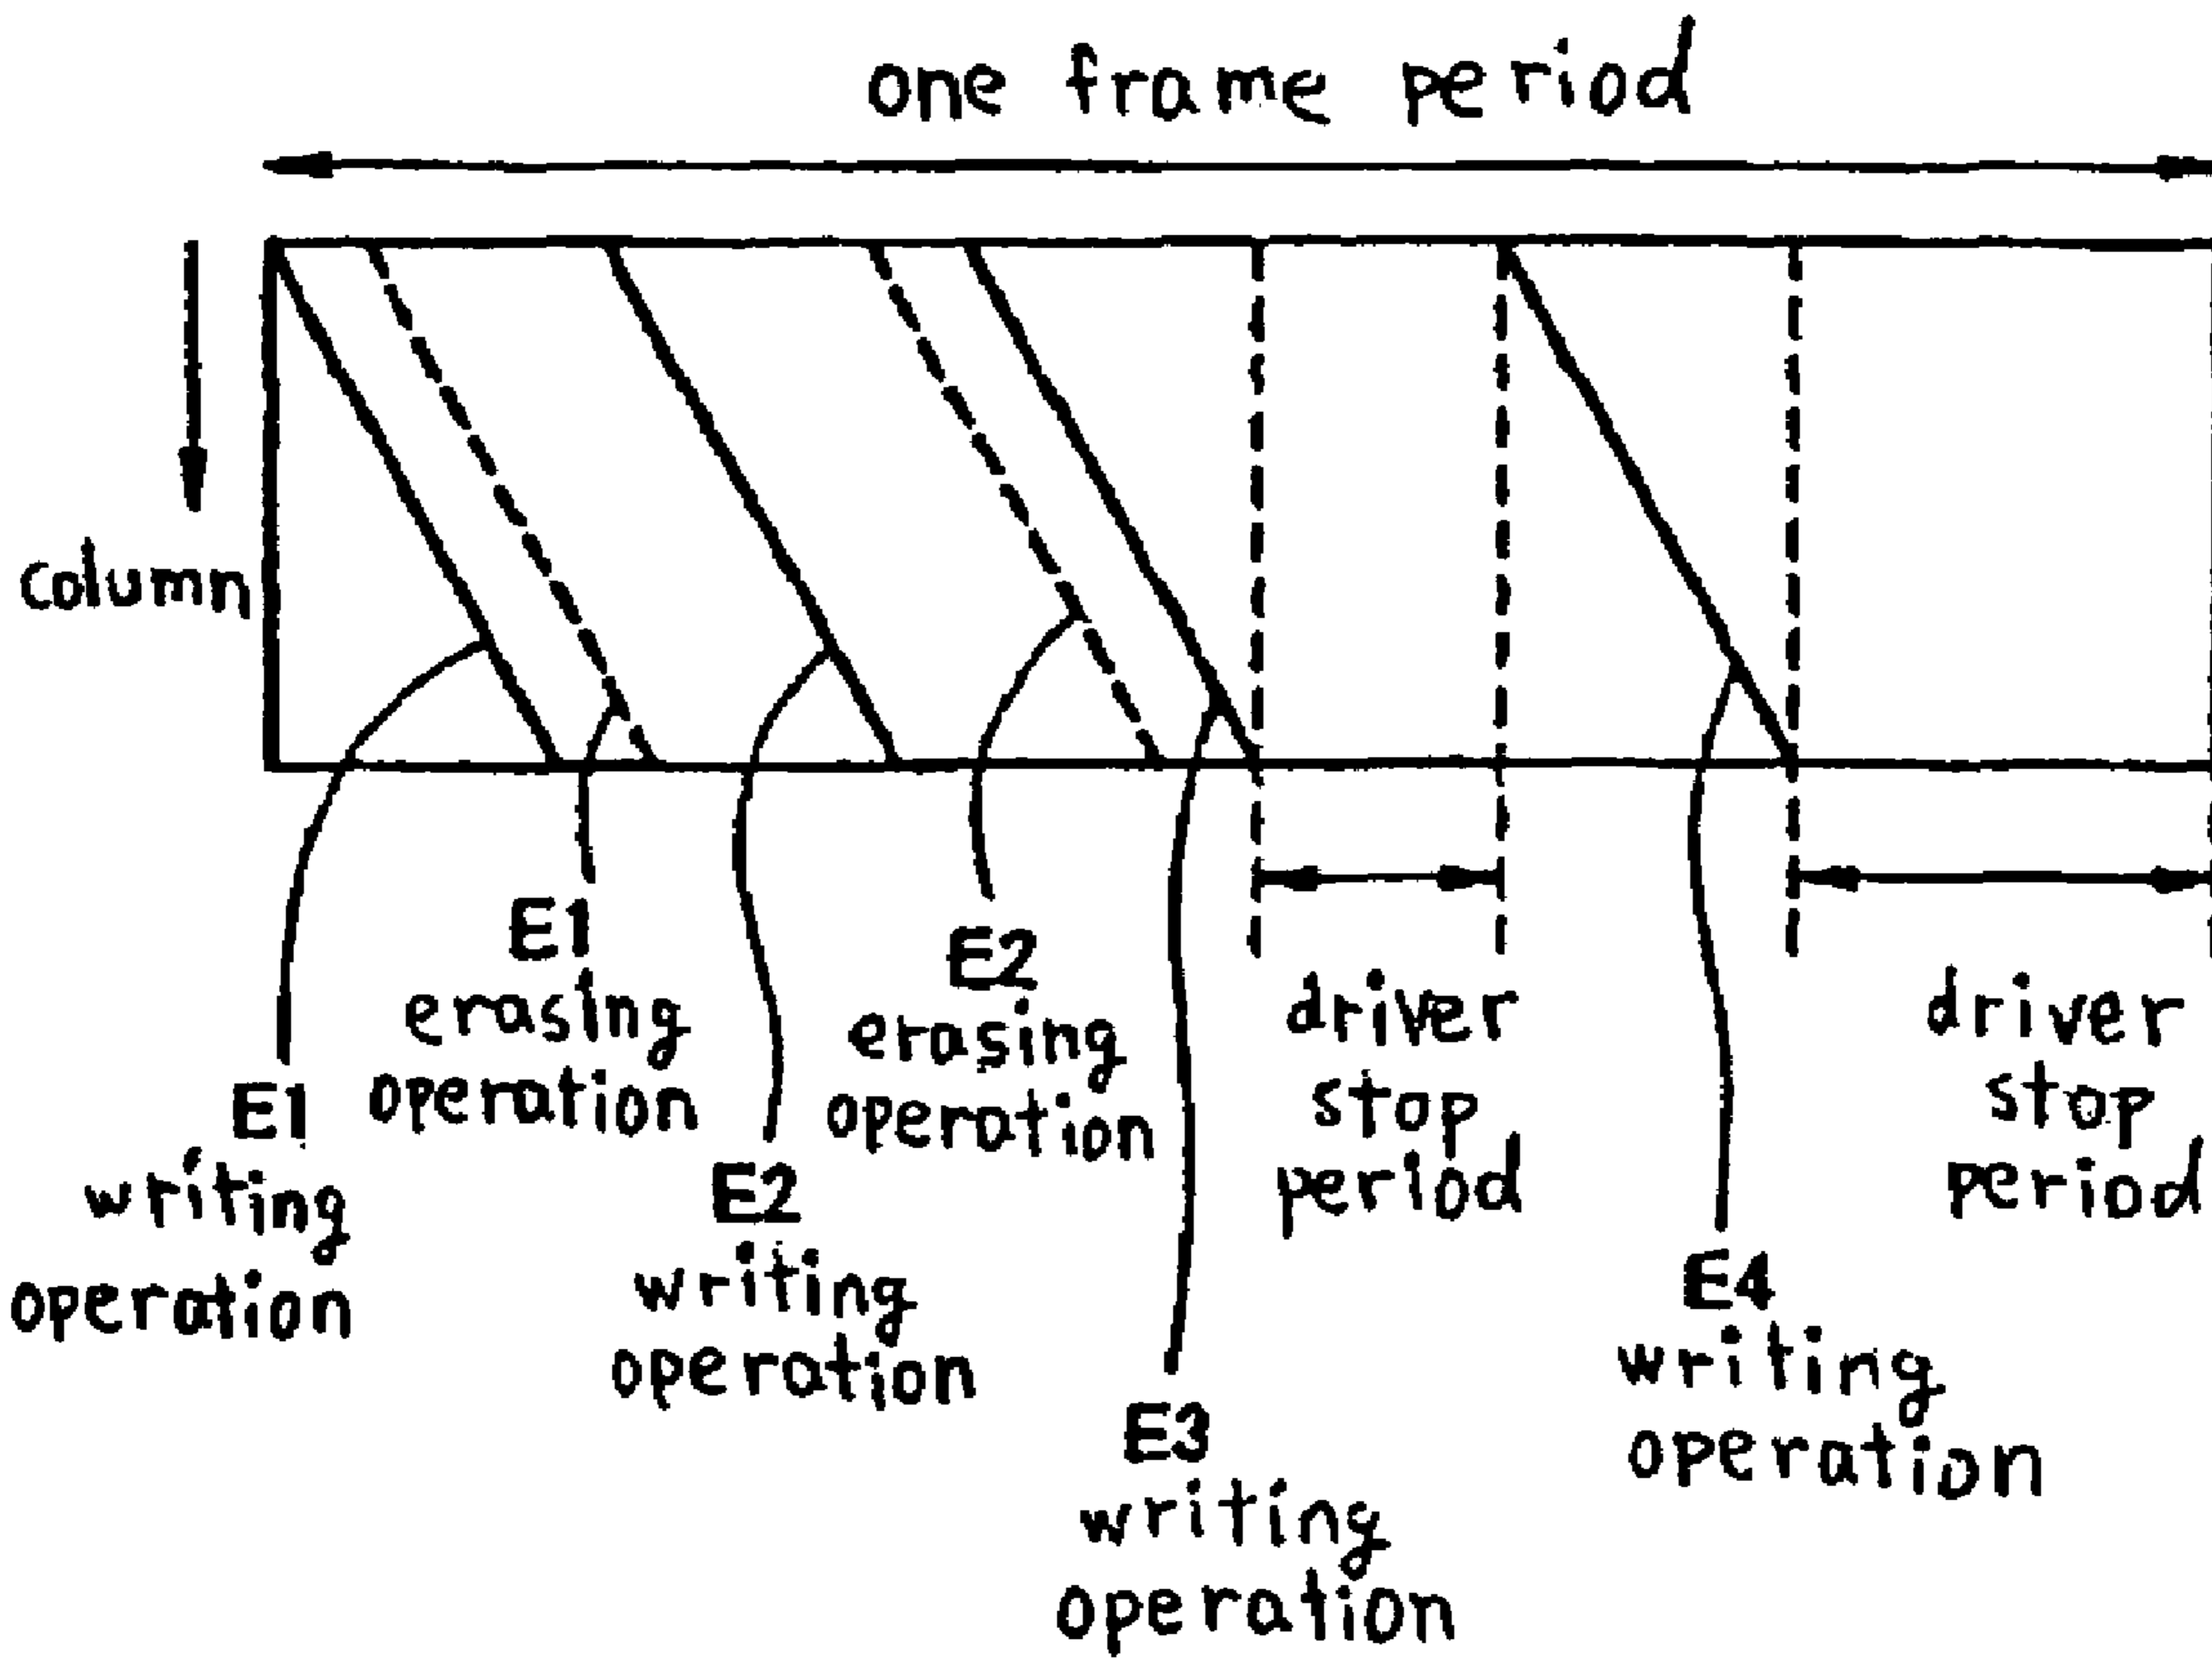 one frame period
column
E1
erasing
operation
E2
erasing
operation
driver
stop
period
driver
stop
period
E1
writing
operation
E2
writing
operation
E4
writing
operation
E3
writing
operation